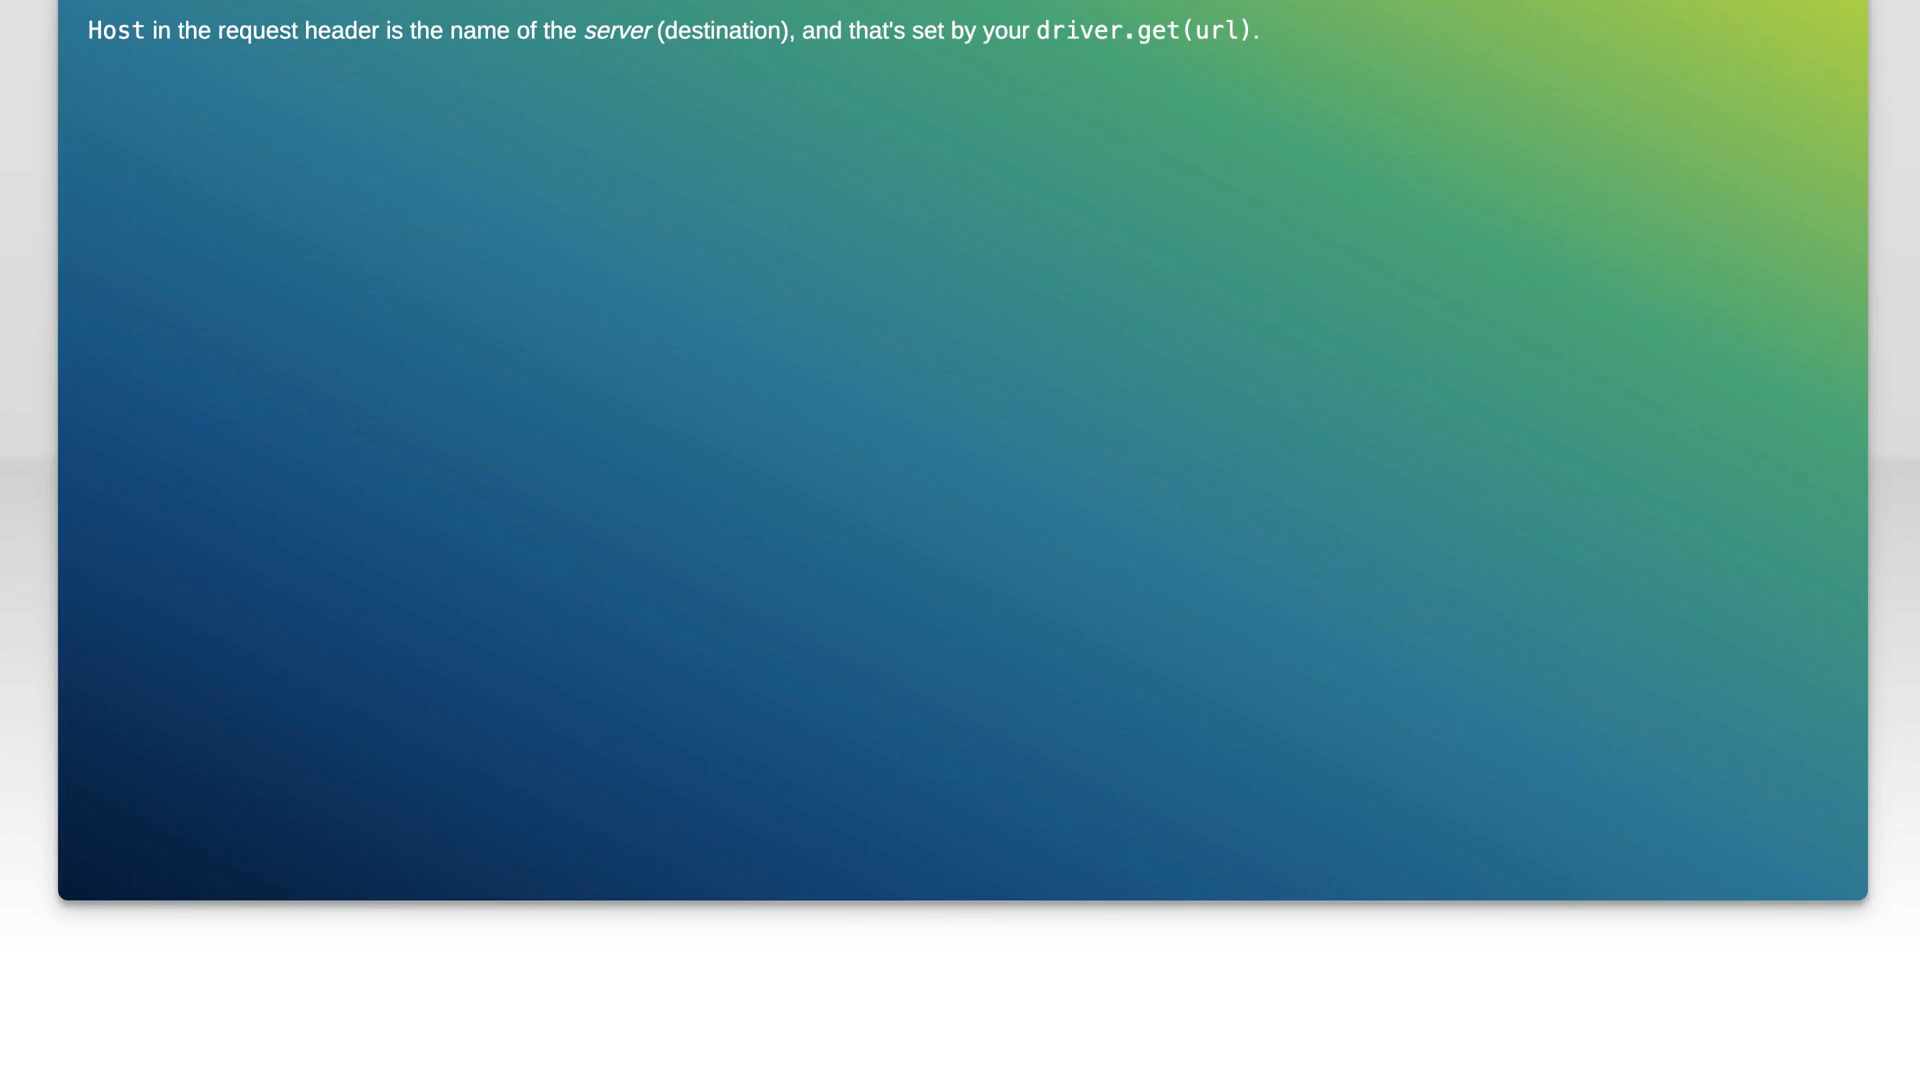 Host in the request header is the name of the server (destination), and that's set by your driver.get(url).